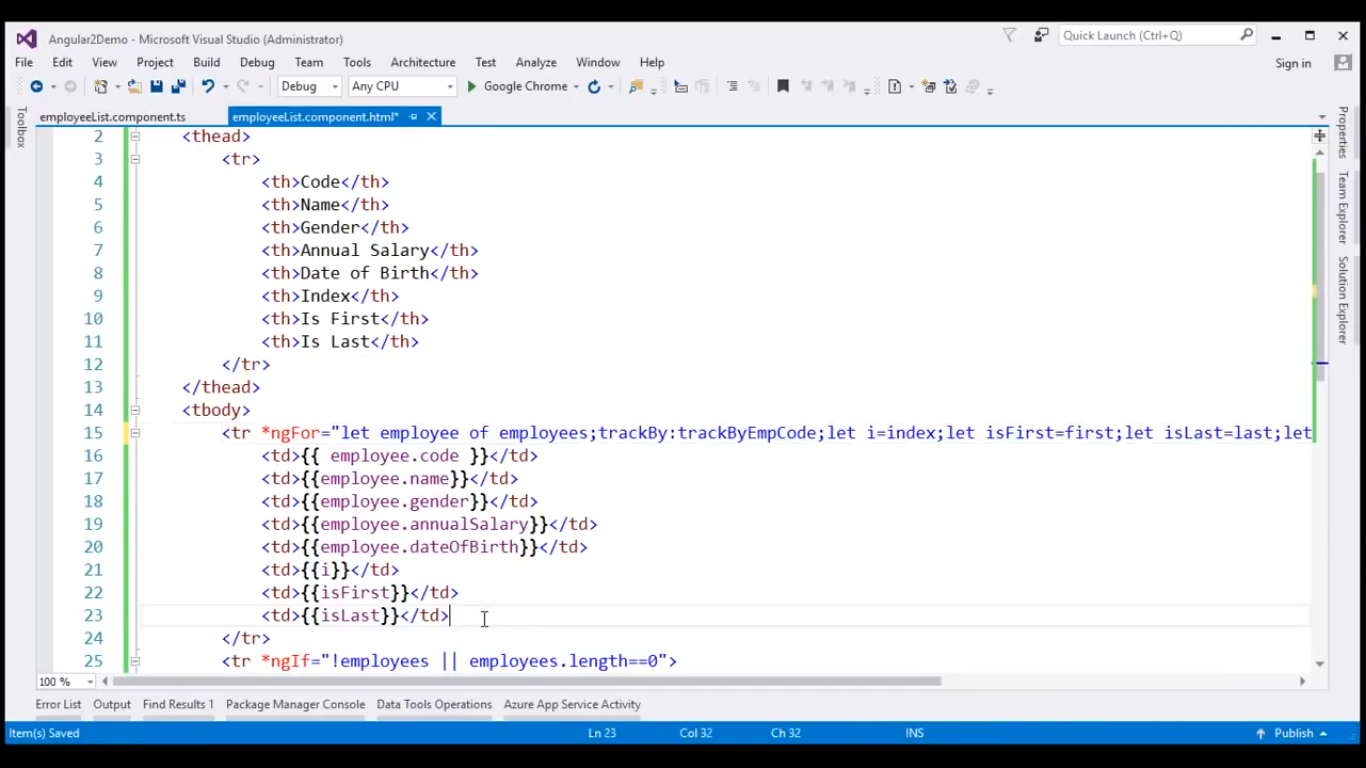 Angular2Demo - Microsoft Visual Studio (Administrator)
Quick Launch (Ctrl+Q)
File Edit View Project Build Debug Team Tools Architecture Test Analyze Window Help
Sign in
Debug Any CPU Google Chrome
Toolbox
employeeList.component.ts employeeList.component.html*
Properties
Team Explorer
Solution Explorer
2 <thead>
3 <tr>
4 <th>Code</th>
5 <th>Name</th>
6 <th>Gender</th>
7 <th>Annual Salary</th>
8 <th>Date of Birth</th>
9 <th>Index</th>
10 <th>Is First</th>
11 <th>Is Last</th>
12 </tr>
13 </thead>
14 <tbody>
15 <tr *ngFor="let employee of employees;trackBy:trackByEmpCode;let i=index;let isFirst=first;let isLast=last;let
16 <td>{{ employee.code }}</td>
17 <td>{{employee.name}}</td>
18 <td>{{employee.gender}}</td>
19 <td>{{employee.annualSalary}}</td>
20 <td>{{employee.dateOfBirth}}</td>
21 <td>{{i}}</td>
22 <td>{{isFirst}}</td>
23 <td>{{isLast}}</td>
24 </tr>
25 <tr *ngIf="!employees || employees.length==0">
100 %
Error List Output Find Results 1 Package Manager Console Data Tools Operations Azure App Service Activity
Item(s) Saved Ln 23 Col 32 Ch 32 INS Publish